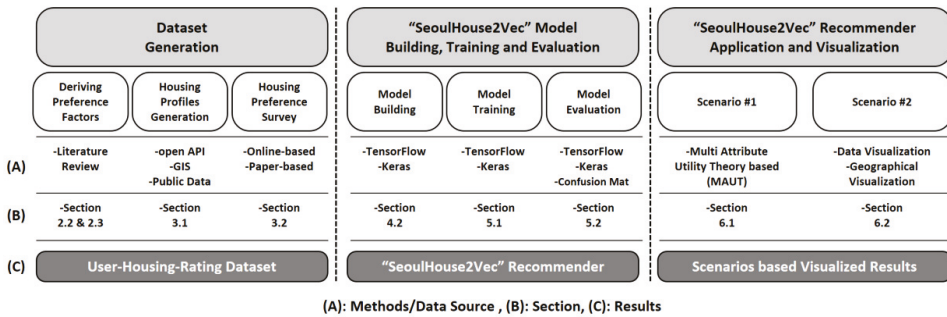 Dataset
Generation
“SeoulHouse2Vec” Model
Building, Training and Evaluation
“SeoulHouse2Vec” Recommender
Application and Visualization
Deriving
Preference
Factors
Housing
Profiles
Generation
Housing
Preference
Survey
Model
Building
Model
Training
Model
Evaluation
Scenario #1
Scenario #2
(A)
-Literature
Review
-open API
-GIS
-Public Data
-Online-based
-Paper-based
-TensorFlow
-Keras
-TensorFlow
-Keras
-TensorFlow
-Keras
-Confusion Mat
-Multi Attribute
Utility Theory based
(MAUT)
-Data Visualization
-Geographical
Visualization
(B)
-Section
2.2 & 2.3
-Section
3.1
-Section
3.2
-Section
4.2
-Section
5.1
-Section
5.2
-Section
6.1
-Section
6.2
(C)
User-Housing-Rating Dataset
“SeoulHouse2Vec” Recommender
Scenarios based Visualized Results
(A): Methods/Data Source , (B): Section, (C): Results